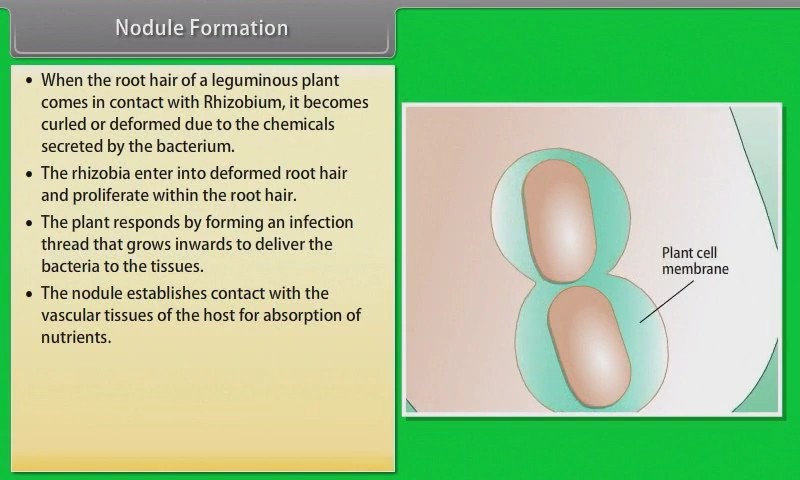 Nodule Formation
• When the root hair of a leguminous plant
comes in contact with Rhizobium, it becomes
curled or deformed due to the chemicals
secreted by the bacterium.
• The rhizobia enter into deformed root hair
and proliferate within the root hair.
• The plant responds by forming an infection
thread that grows inwards to deliver the
bacteria to the tissues.
• The nodule establishes contact with the
vascular tissues of the host for absorption of
nutrients.
Plant cell
membrane